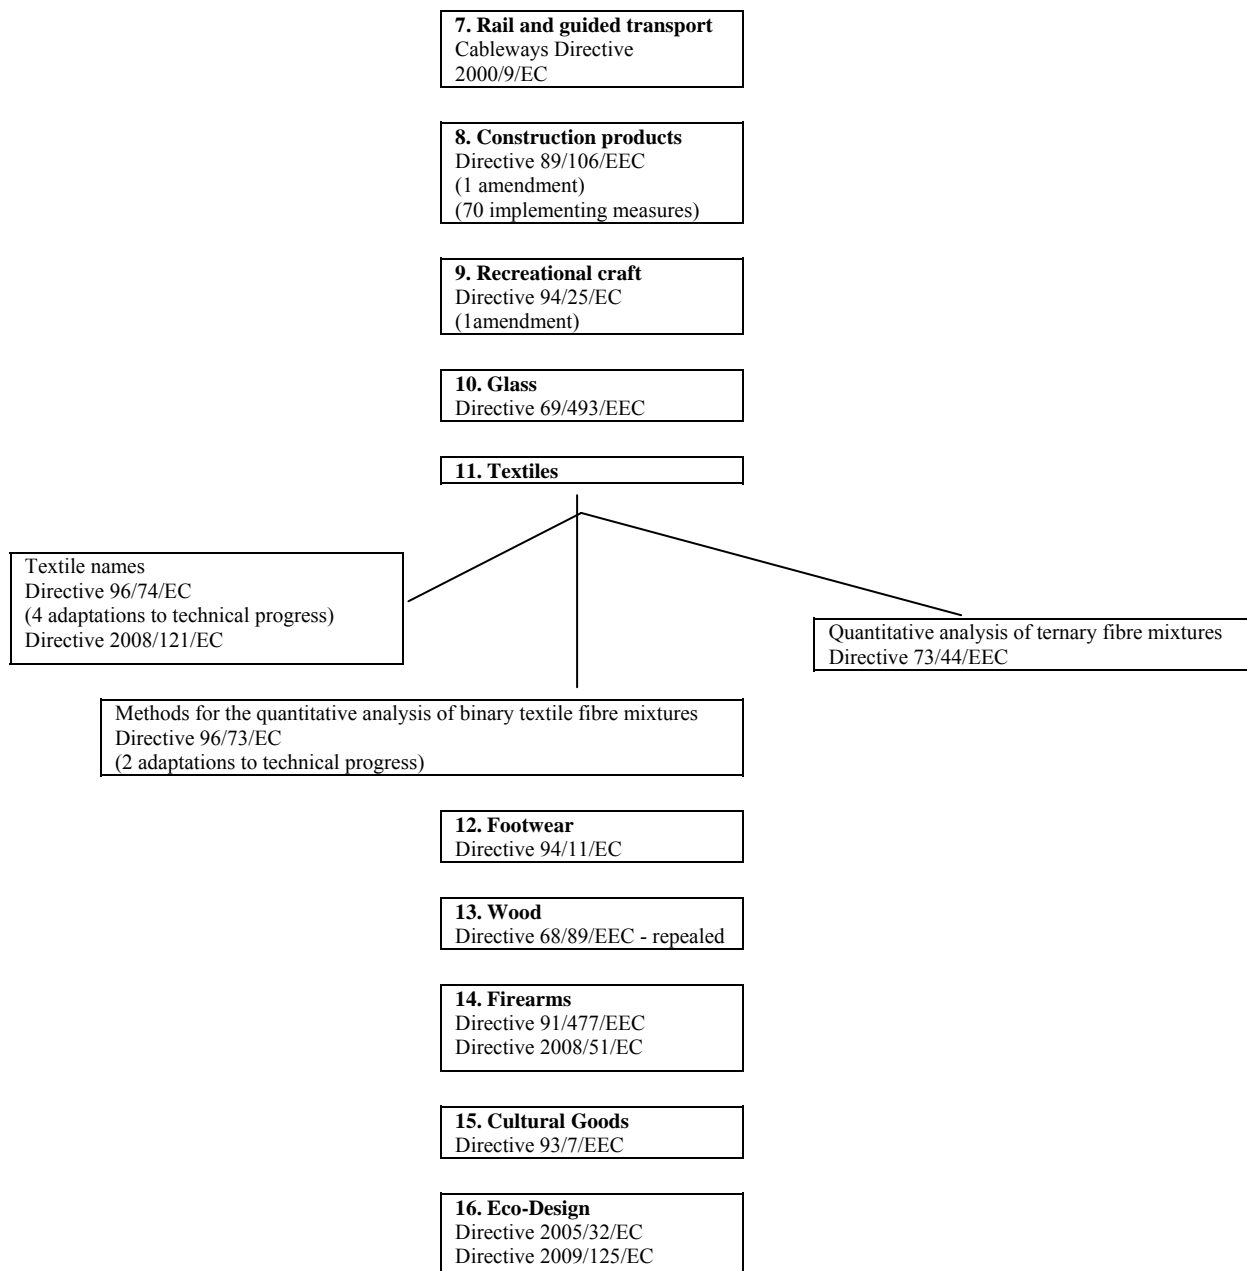 7. Rail and guided transport
Cableways Directive
2000/9/EC
8. Construction products
Directive 89/106/EEC
(1 amendment)
(70 implementing measures)
9. Recreational craft
Directive 94/25/EC
(1amendment)
10. Glass
Directive 69/493/EEC
11. Textiles
Textile names
Directive 96/74/EC
(4 adaptations to technical progress)
Directive 2008/121/EC
Quantitative analysis of ternary fibre mixtures
Directive 73/44/EEC
Methods for the quantitative analysis of binary textile fibre mixtures
Directive 96/73/EC
(2 adaptations to technical progress)
12. Footwear
Directive 94/11/EC
13. Wood
Directive 68/89/EEC - repealed
14. Firearms
Directive 91/477/EEC
Directive 2008/51/EC
15. Cultural Goods
Directive 93/7/EEC
16. Eco-Design
Directive 2005/32/EC
Directive 2009/125/EC